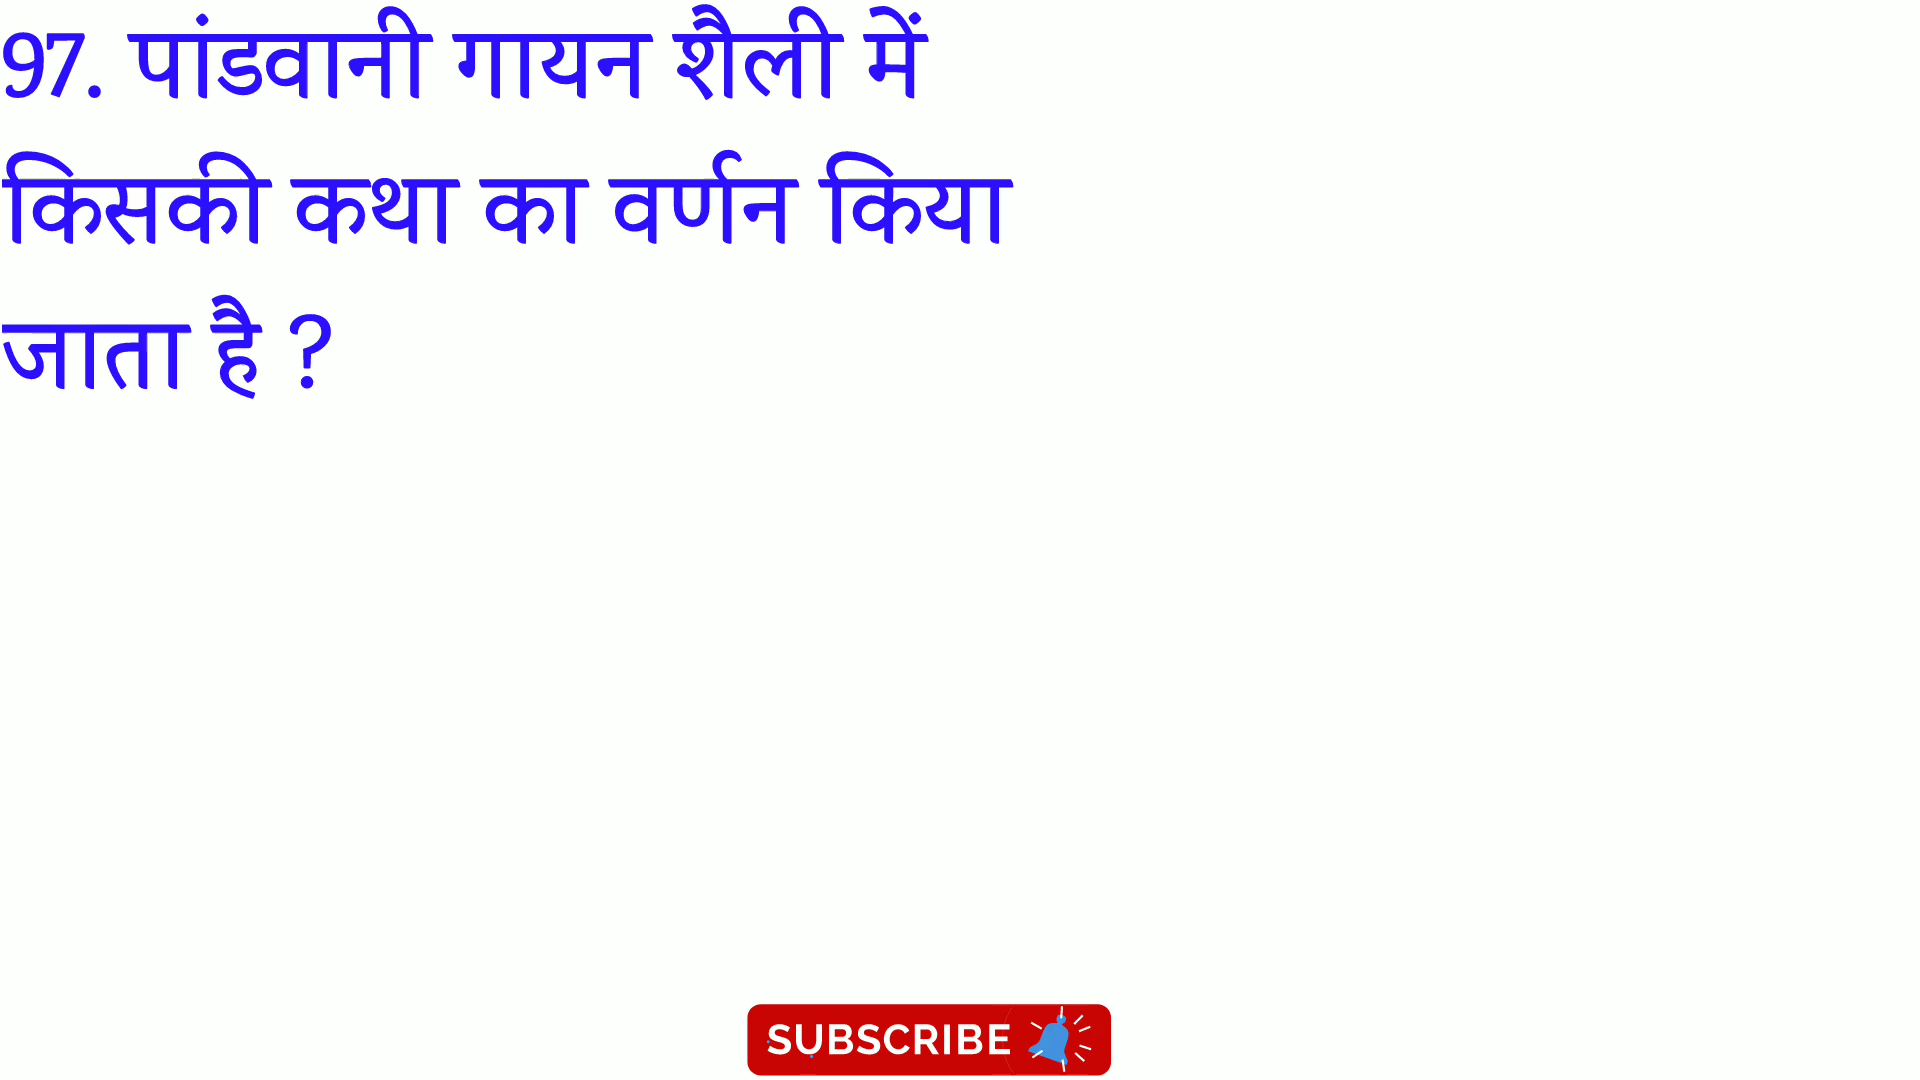 97. पांडवानी गायन शैली में
किसकी कथा का वर्णन किया
जाता है ?
SUBSCRIBE